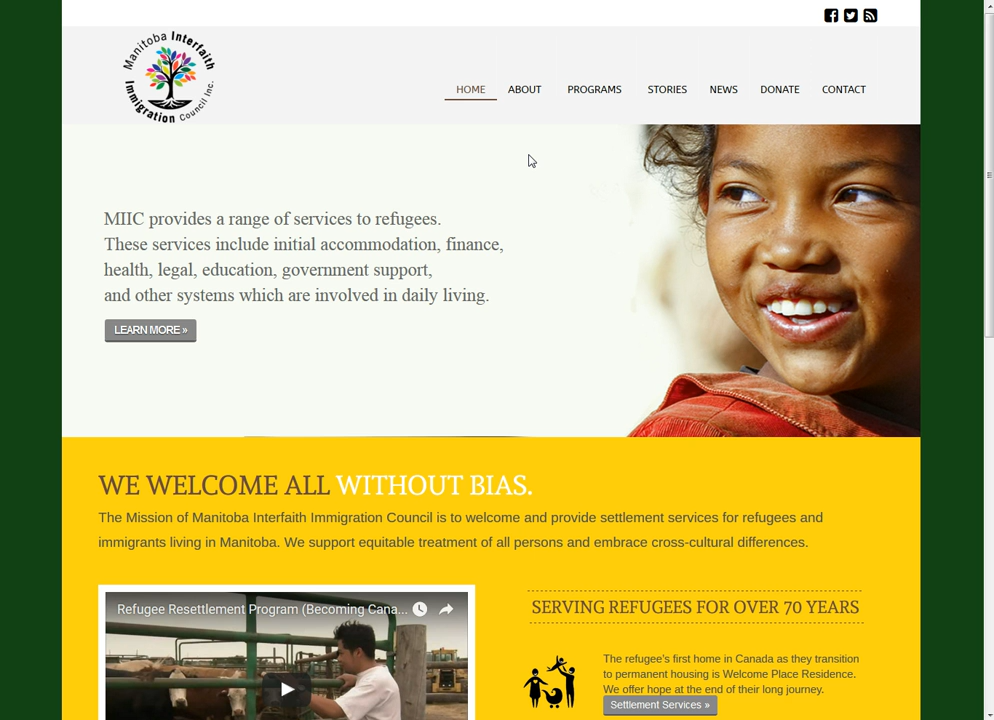 Manitoba Interfaith
Immigration Council Inc.
HOME ABOUT PROGRAMS STORIES NEWS DONATE CONTACT
MIIC provides a range of services to refugees.
These services include initial accommodation, finance,
health, legal, education, government support,
and other systems which are involved in daily living.
LEARN MORE »
WE WELCOME ALL WITHOUT BIAS.
The Mission of Manitoba Interfaith Immigration Council is to welcome and provide settlement services for refugees and
immigrants living in Manitoba. We support equitable treatment of all persons and embrace cross-cultural differences.
Refugee Resettlement Program (Becoming Cana...
SERVING REFUGEES FOR OVER 70 YEARS
The refugee's first home in Canada as they transition
to permanent housing is Welcome Place Residence.
We offer hope at the end of their long journey.
Settlement Services »